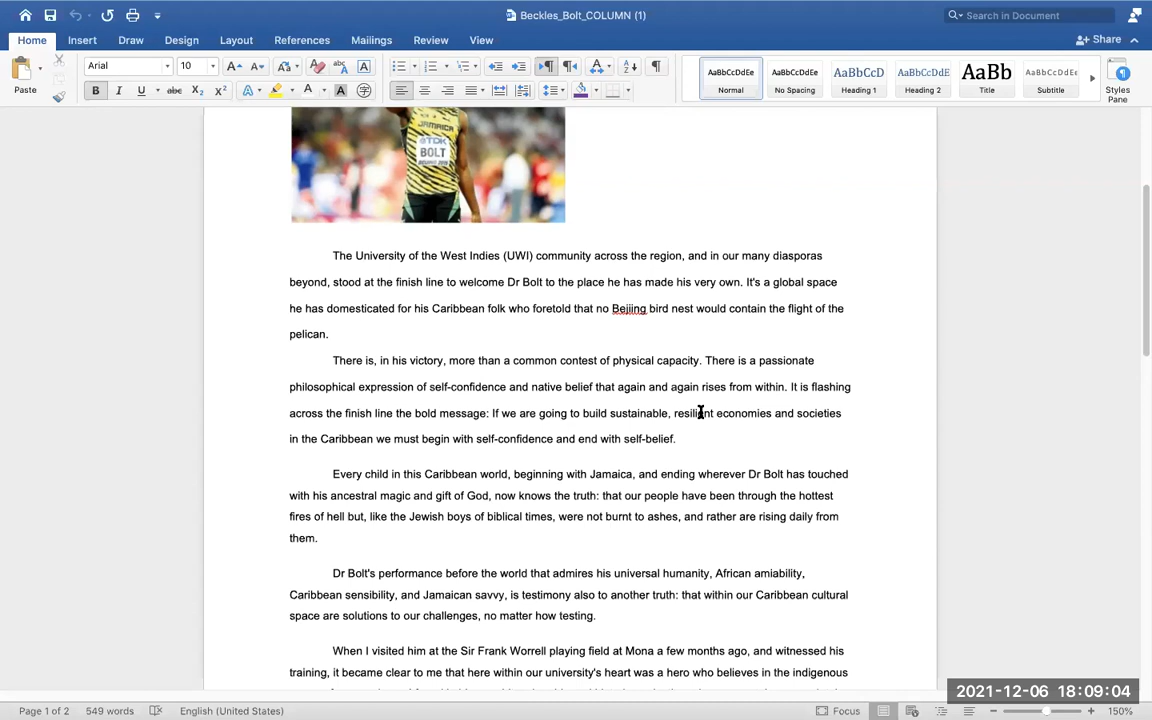 Beckles_Bolt_COLUMN (1)
Search in Document
Home Insert Draw Design Layout References Mailings Review View
Share
Paste
Arial 10
AaBbCcDdEe AaBbCcDdEe AaBbCcD AaBbCcDdE AaBb AaBbCcDdEe
Normal No Spacing Heading 1 Heading 2 Title Subtitle
Styles
Pane
JAMAICA
TDK
BOLT
The University of the West Indies (UWI) community across the region, and in our many diasporas
beyond, stood at the finish line to welcome Dr Bolt to the place he has made his very own. It's a global space
he has domesticated for his Caribbean folk who foretold that no Bejiing bird nest would contain the flight of the
pelican.
There is, in his victory, more than a common contest of physical capacity. There is a passionate
philosophical expression of self-confidence and native belief that again and again rises from within. It is flashing
across the finish line the bold message: If we are going to build sustainable, resilient economies and societies
in the Caribbean we must begin with self-confidence and end with self-belief.
Every child in this Caribbean world, beginning with Jamaica, and ending wherever Dr Bolt has touched
with his ancestral magic and gift of God, now knows the truth: that our people have been through the hottest
fires of hell but, like the Jewish boys of biblical times, were not burnt to ashes, and rather are rising daily from
them.
Dr Bolt's performance before the world that admires his universal humanity, African amiability,
Caribbean sensibility, and Jamaican savvy, is testimony also to another truth: that within our Caribbean cultural
space are solutions to our challenges, no matter how testing.
When I visited him at the Sir Frank Worrell playing field at Mona a few months ago, and witnessed his
training, it became clear to me that here within our university's heart was a hero who believes in the indigenous
2021-12-06 18:09:04
Page 1 of 2 549 words English (United States) Focus 150%